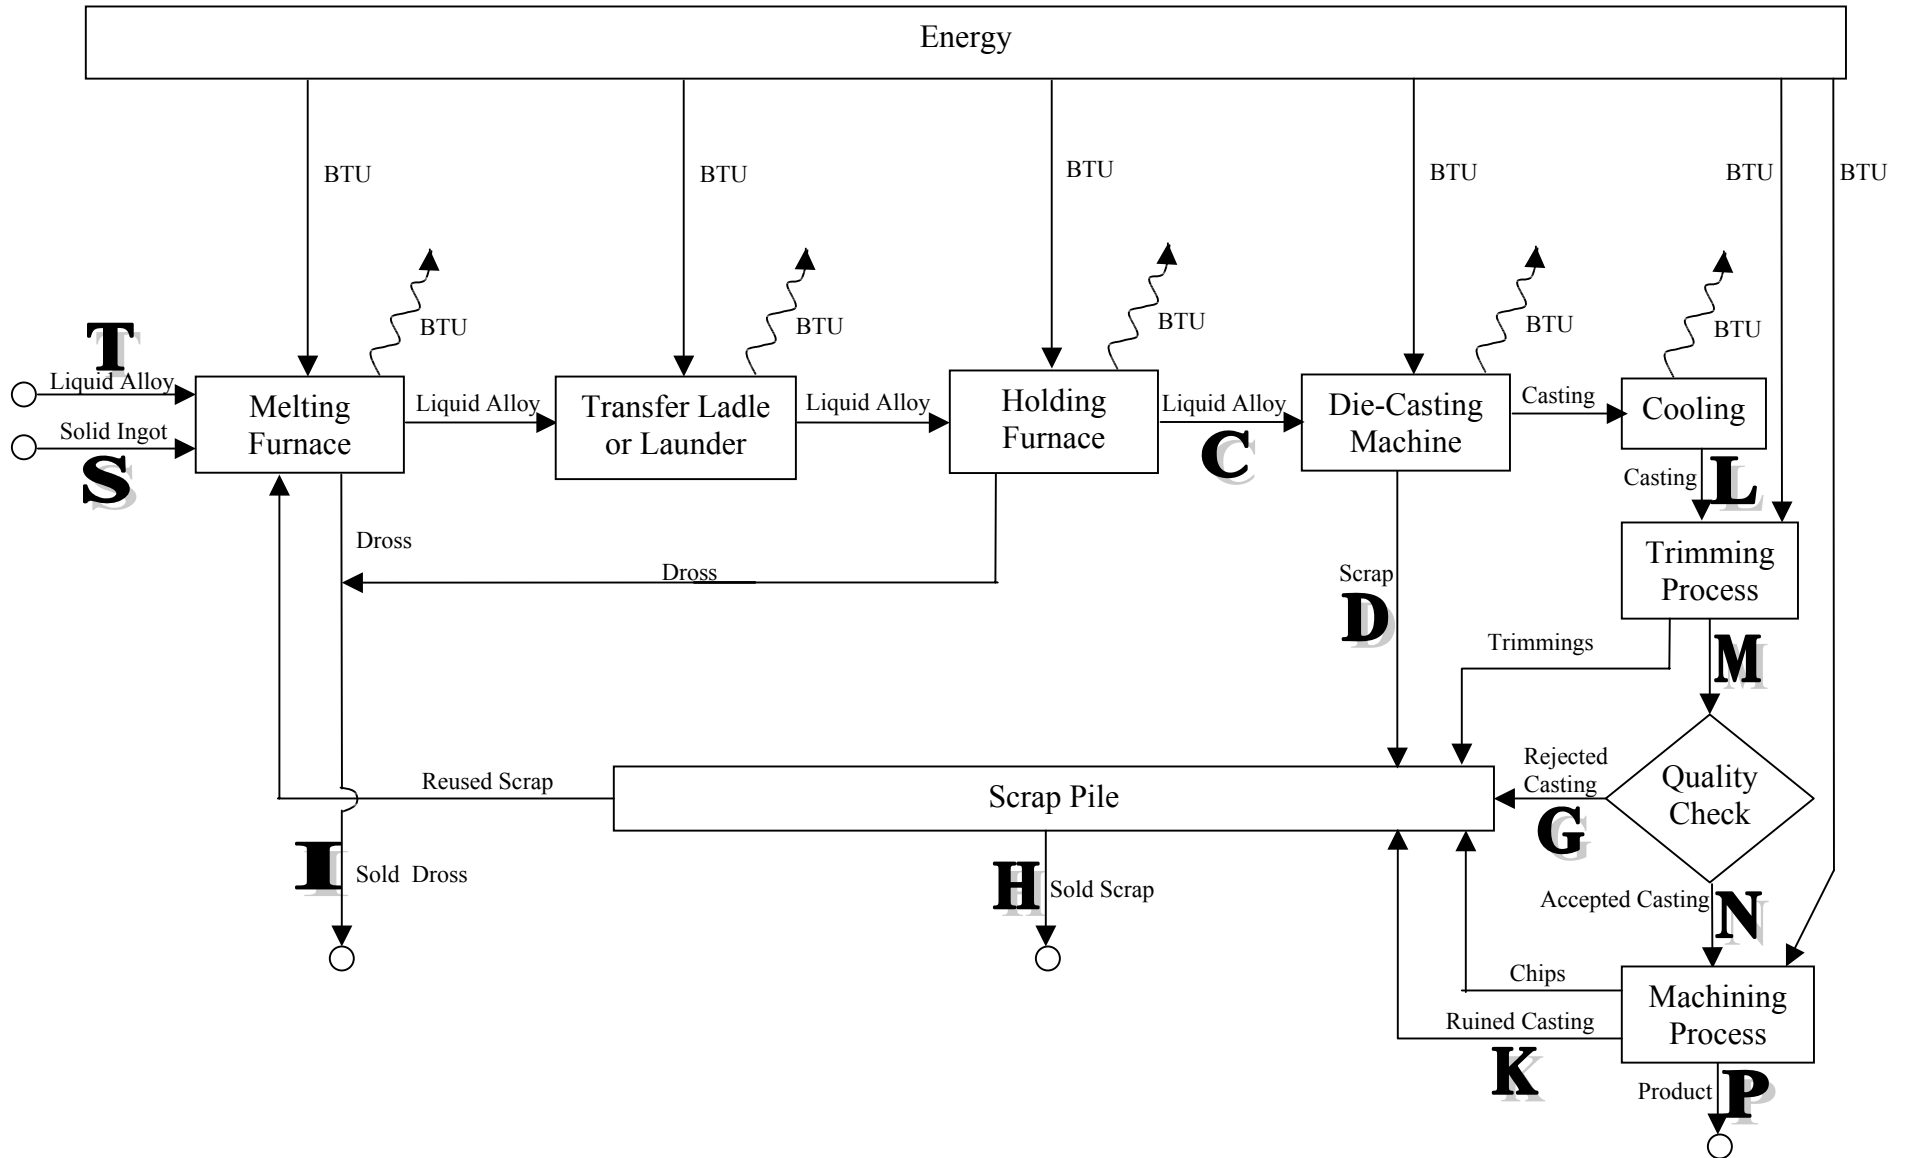 Energy
BTU
BTU
BTU
BTU
BTU
BTU
BTU
BTU
BTU
BTU
BTU
T
Liquid Alloy
Solid Ingot
S
Melting
Furnace
Liquid Alloy
Transfer Ladle
or Launder
Liquid Alloy
Holding
Furnace
Liquid Alloy
C
Die-Casting
Machine
Casting
Cooling
Casting
L
Dross
Dross
Scrap
D
Trimming
Process
Trimmings
M
Reused Scrap
Scrap Pile
Rejected
Casting
G
Quality
Check
I
Sold Dross
H
Sold Scrap
Accepted Casting
N
Chips
Ruined Casting
K
Machining
Process
Product
P